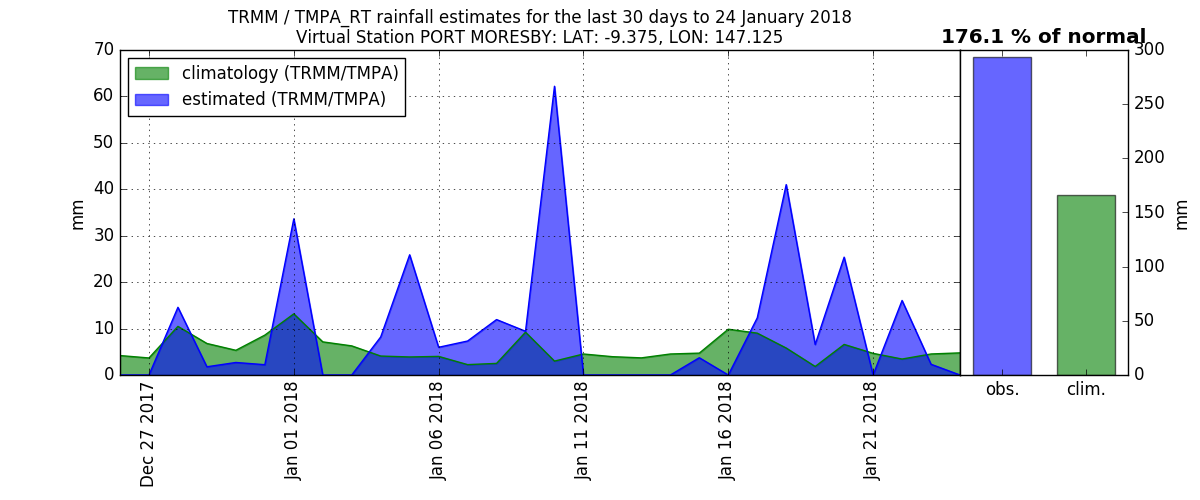 TRMM / TMPA_RT rainfall estimates for the last 30 days to 24 January 2018
Virtual Station PORT MORESBY: LAT: -9.375, LON: 147.125
176.1 % of normal
climatology (TRMM/TMPA)
estimated (TRMM/TMPA)
mm
70
60
50
40
30
20
10
0
Dec 27 2017
Jan 01 2018
Jan 06 2018
Jan 11 2018
Jan 16 2018
Jan 21 2018
obs.
clim.
300
250
200
150
100
50
0
mm